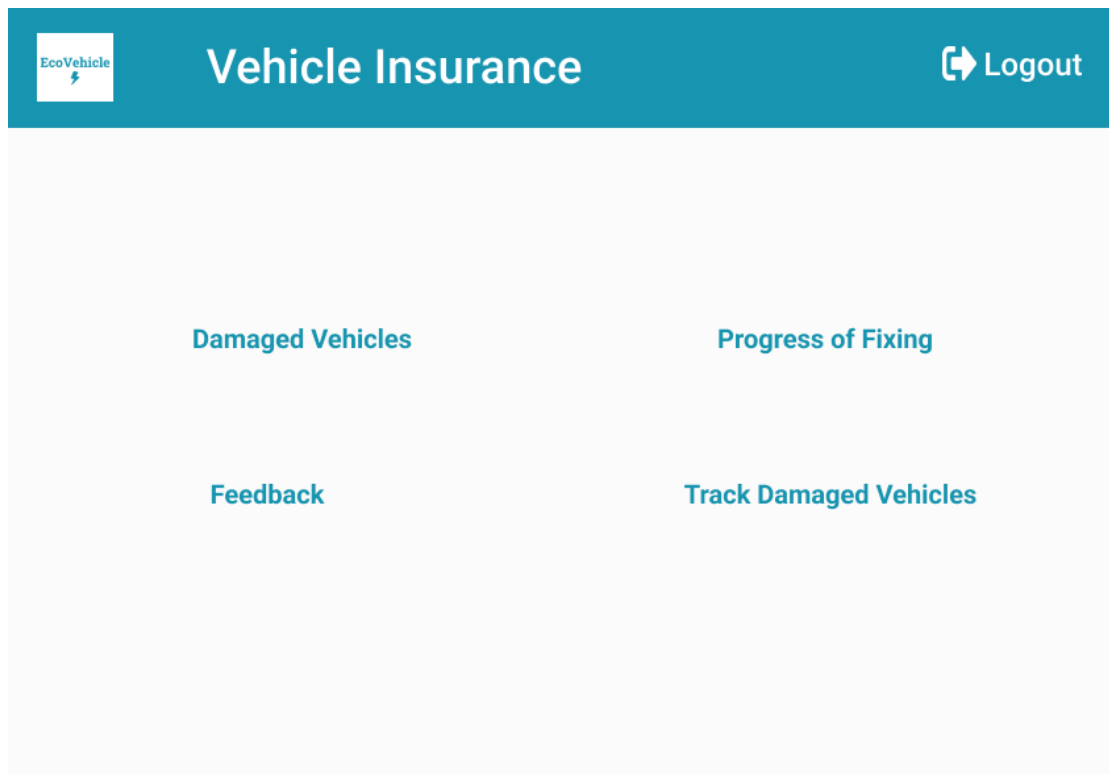 EcoVehicle
Vehicle Insurance
Logout
Damaged Vehicles
Progress of Fixing
Feedback
Track Damaged Vehicles